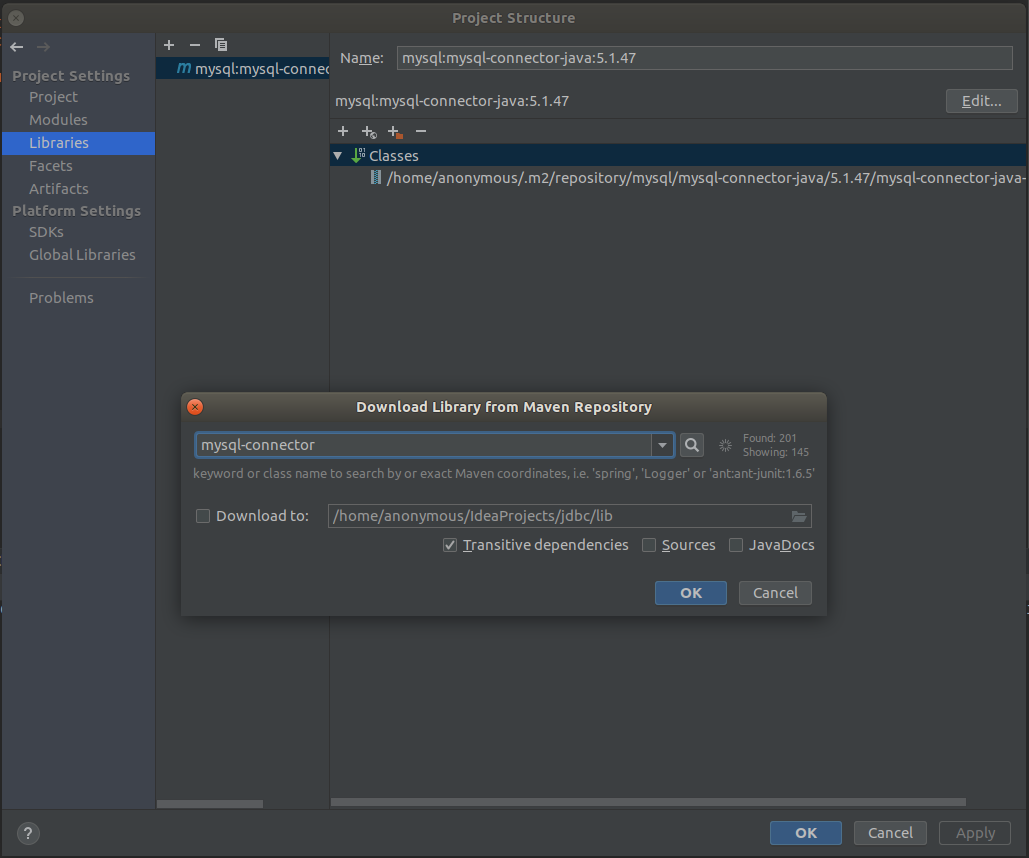 Project Structure
Project Settings
Project
Modules
Libraries
Facets
Artifacts
Platform Settings
SDKs
Global Libraries
Problems
mysql:mysql-connec
Name: mysql:mysql-connector-java:5.1.47
mysql:mysql-connector-java:5.1.47
Edit...
Classes
/home/anonymous/.m2/repository/mysql/mysql-connector-java/5.1.47/mysql-connector-java-
Download Library from Maven Repository
mysql-connector
Found: 201
Showing: 145
keyword or class name to search by or exact Maven coordinates, i.e. 'spring', 'Logger' or 'ant:ant-junit:1.6.5'
Download to: /home/anonymous/IdeaProjects/jdbc/lib
Transitive dependencies Sources JavaDocs
OK Cancel
? OK Cancel Apply